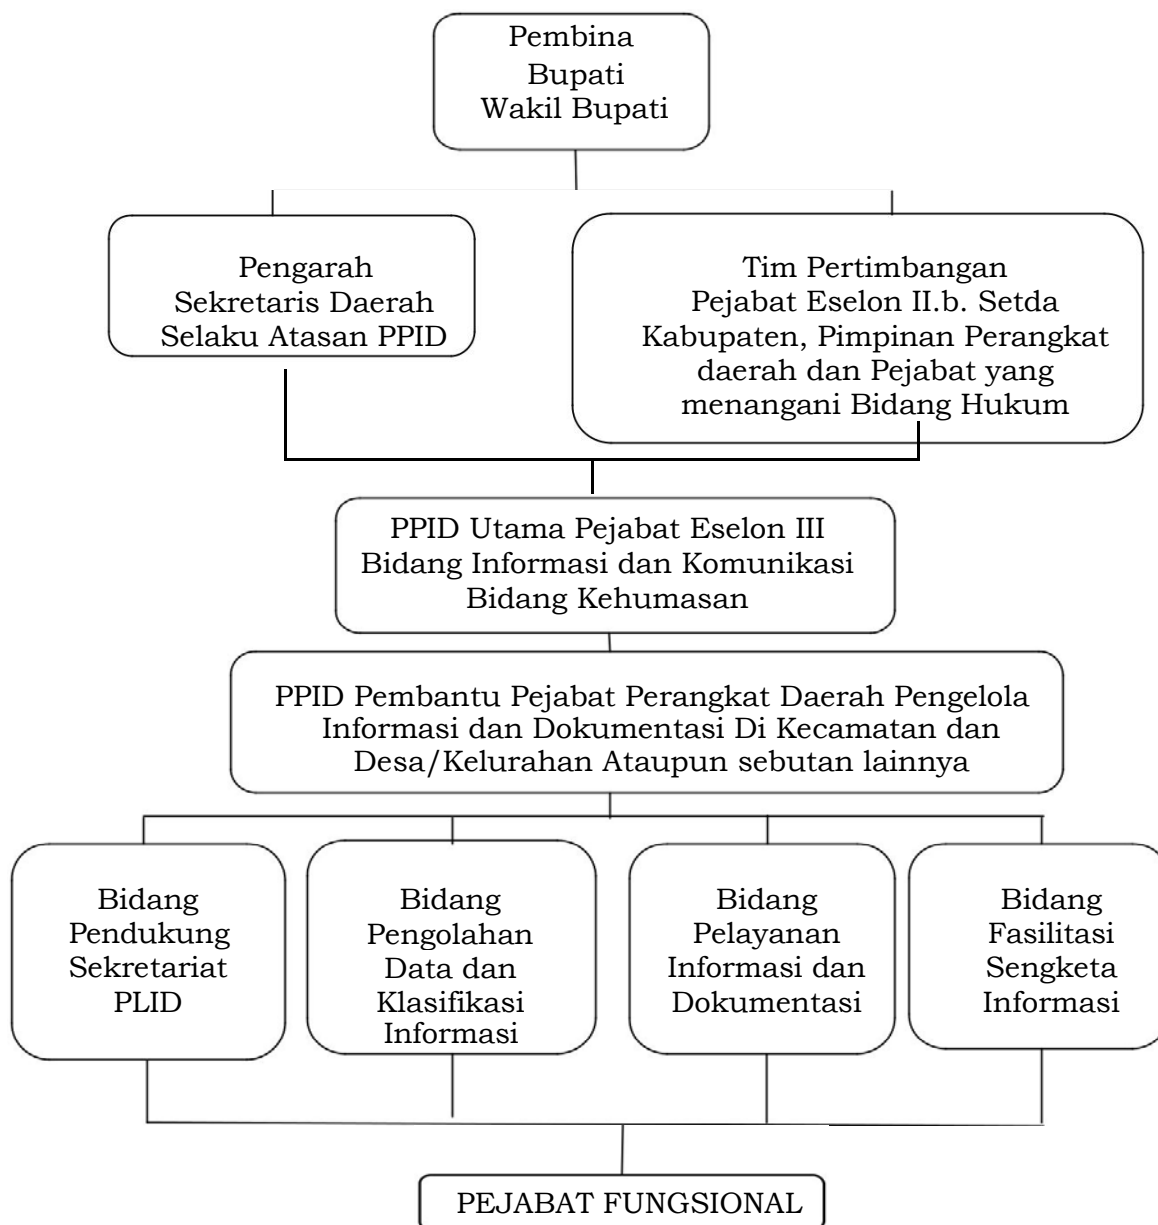 Pembina
Bupati
Wakil Bupati
Pengarah
Sekretaris Daerah
Selaku Atasan PPID
Tim Pertimbangan
Pejabat Eselon II.b. Setda
Kabupaten, Pimpinan Perangkat
daerah dan Pejabat yang
menangani Bidang Hukum
PPID Utama Pejabat Eselon III
Bidang Informasi dan Komunikasi
Bidang Kehumasan
PPID Pembantu Pejabat Perangkat Daerah Pengelola
Informasi dan Dokumentasi Di Kecamatan dan
Desa/Kelurahan Ataupun sebutan lainnya
Bidang
Pendukung
Sekretariat
PLID
Bidang
Pengolahan
Data dan
Klasifikasi
Informasi
Bidang
Pelayanan
Informasi dan
Dokumentasi
Bidang
Fasilitasi
Sengketa
Informasi
PEJABAT FUNGSIONAL